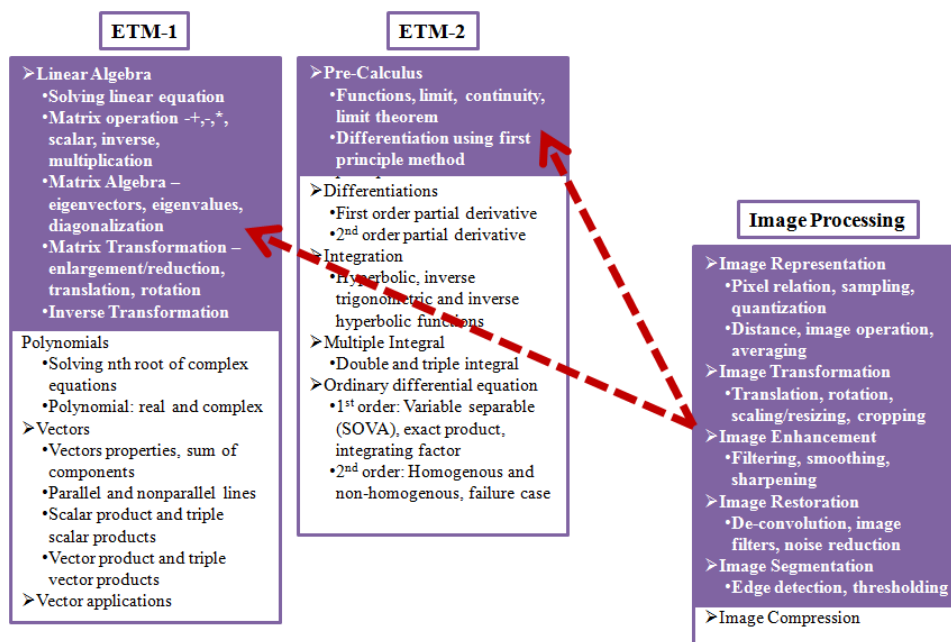 ETM-1
➢Linear Algebra
•Solving linear equation
•Matrix operation -+,-,*,
scalar, inverse,
multiplication
•Matrix Algebra –
eigenvectors, eigenvalues,
diagonalization
•Matrix Transformation –
enlargement/reduction,
translation, rotation
•Inverse Transformation
Polynomials
•Solving nth root of complex
equations
•Polynomial: real and complex
➢Vectors
•Vectors properties, sum of
components
•Parallel and nonparallel lines
•Scalar product and triple
scalar products
•Vector product and triple
vector products
➢Vector applications
ETM-2
➢Pre-Calculus
•Functions, limit, continuity,
limit theorem
•Differentiation using first
principle method
➢Differentiations
•First order partial derivative
•2nd order partial derivative
➢Integration
•Hyperbolic, inverse
trigonometric and inverse
hyperbolic functions
➢Multiple Integral
•Double and triple integral
➢Ordinary differential equation
•1st order: Variable separable
(SOVA), exact product,
integrating factor
•2nd order: Homogenous and
non-homogenous, failure case
Image Processing
➢Image Representation
•Pixel relation, sampling,
quantization
•Distance, image operation,
averaging
➢Image Transformation
•Translation, rotation,
scaling/resizing, cropping
➢Image Enhancement
•Filtering, smoothing,
sharpening
➢Image Restoration
•De-convolution, image
filters, noise reduction
➢Image Segmentation
•Edge detection, thresholding
➢Image Compression